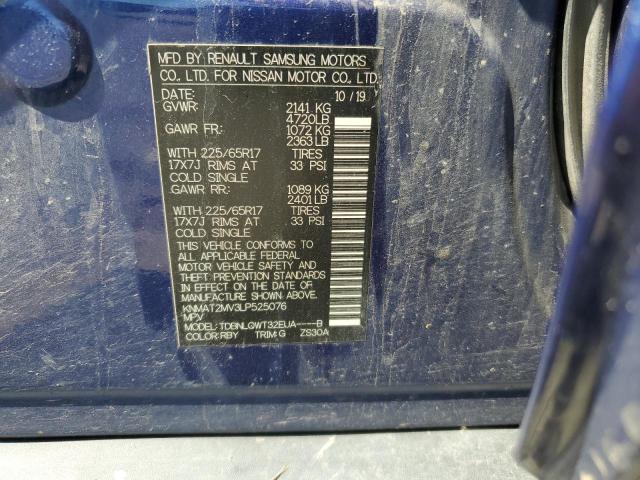 MFD BY: RENAULT SAMSUNG MOTORS
CO., LTD. FOR NISSAN MOTOR CO., LTD.
DATE: 10 / 19
GVWR: 2141 KG
4720LB
GAWR FR: 1072 KG
2363 LB
WITH 225/65R17 TIRES
17X7J RIMS AT 33 PSI
COLD SINGLE
GAWR RR: 1089 KG
2401 LB
WITH 225/65R17 TIRES
17X7J RIMS AT 33 PSI
COLD SINGLE
THIS VEHICLE CONFORMS TO
ALL APPLICABLE FEDERAL
MOTOR VEHICLE SAFETY AND
THEFT PREVENTION STANDARDS
IN EFFECT ON THE DATE OF
MANUFACTURE SHOWN ABOVE.
KNMAT2MV3LP525076
MPV
MODEL: TDBNLQWT32EUA----B
COLOR:RBY TRIM:G ZS30A